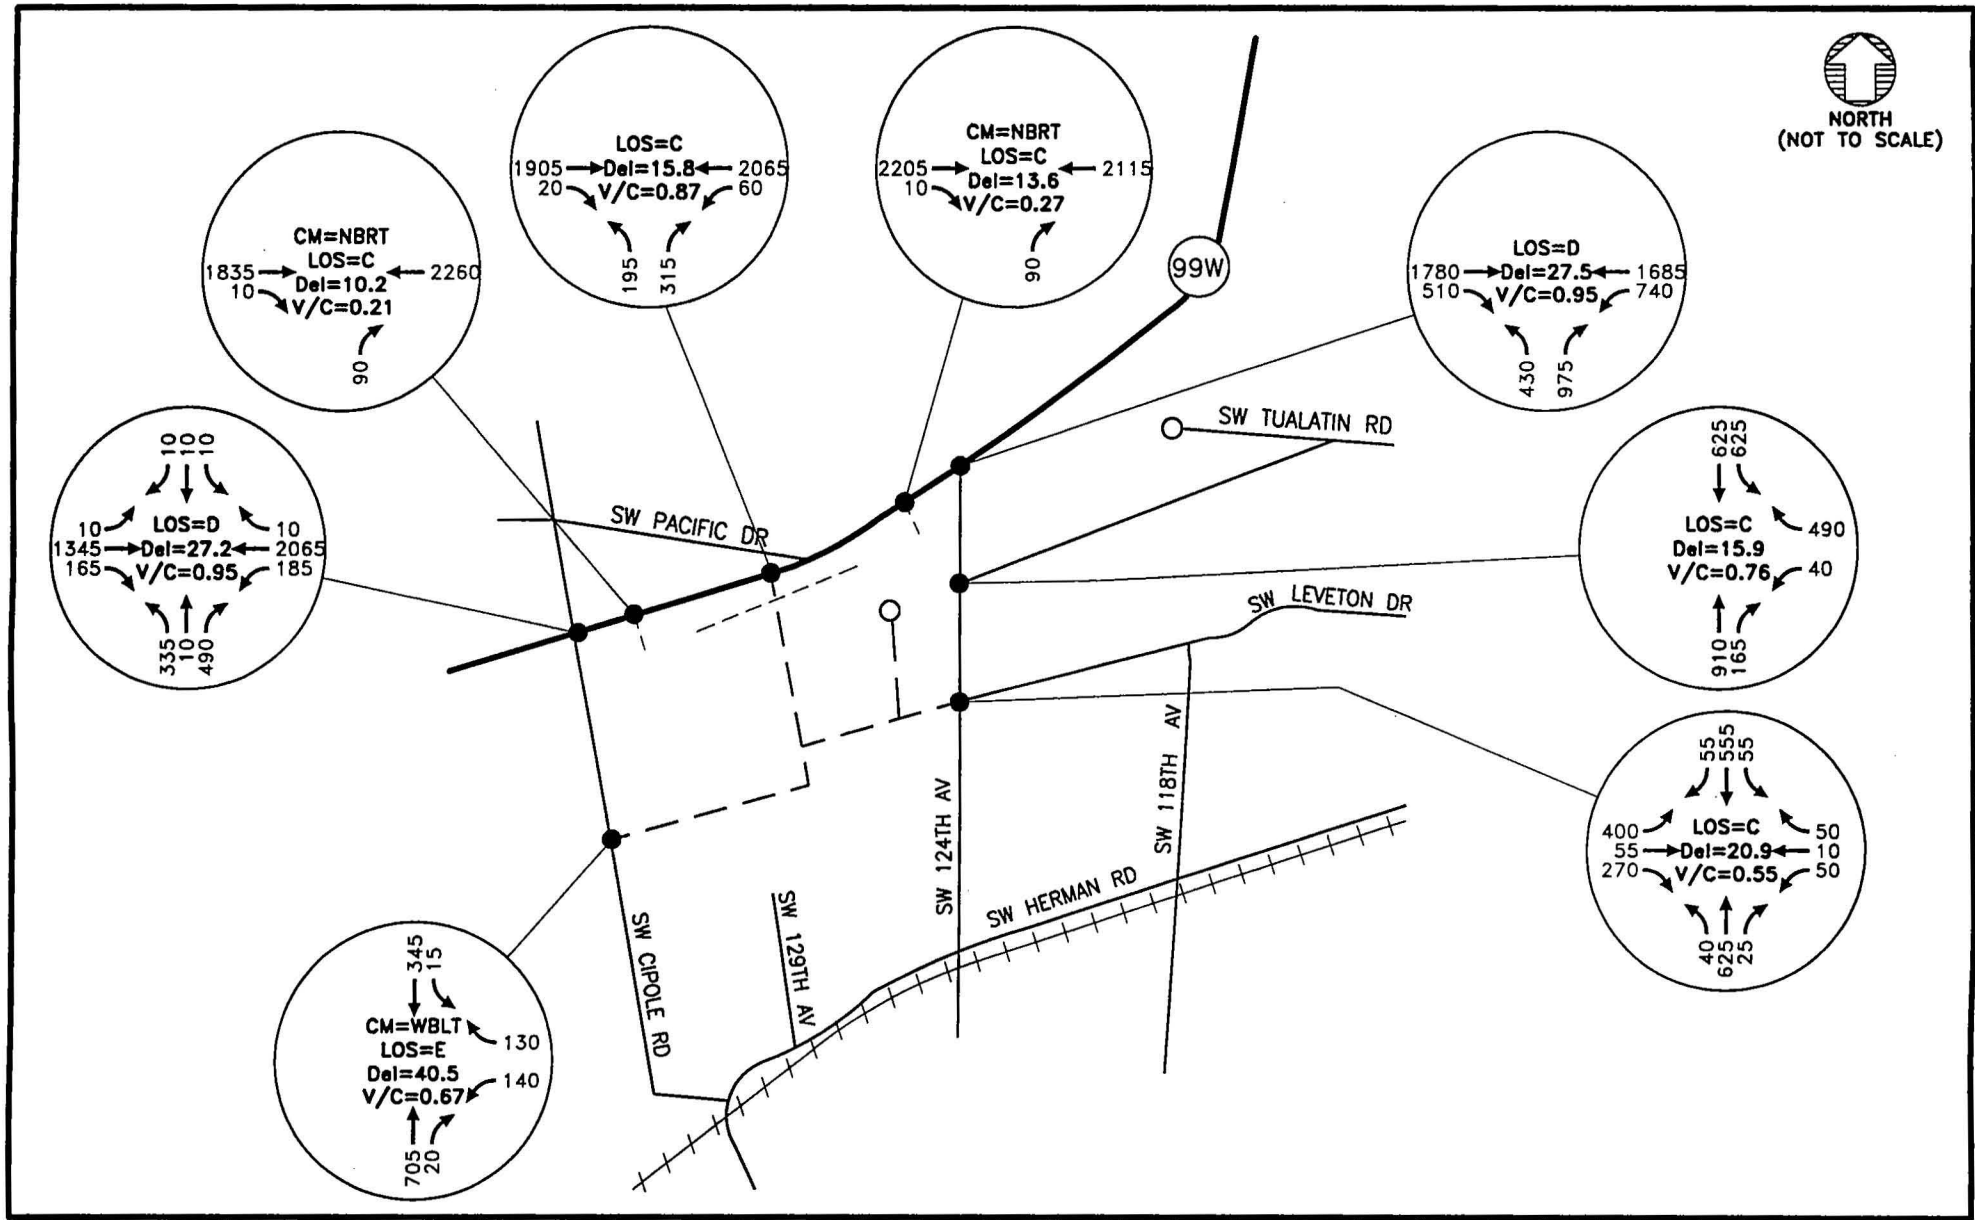 NORTH
(NOT TO SCALE)
LOS=C
1905 Del=15.8 2065
20 V/C=0.87 60
195 315
CM=NBRT
LOS=C
2205 2115
Del=13.6
10 V/C=0.27
90
CM=NBRT
LOS=C
1835 2260
Del=10.2
10 V/C=0.21
90
LOS=D
1780 Del=27.5 1685
510 V/C=0.95 740
430 975
99W
10 10 10
10 LOS=D 10
1345 Del=27.2 2065
165 V/C=0.95 185
335 10 490
625 625
LOS=C
490
Del=15.9
V/C=0.76 40
910 165
55 555 55
400 LOS=C 50
55 Del=20.9 10
270 V/C=0.55 50
40 625 25
345 15
CM=WBLT
130
LOS=E
Del=40.5
140
V/C=0.67
705 20
SW TUALATIN RD
SW PACIFIC DR
SW LEVETON DR
SW 118TH AV
SW 124TH AV
SW HERMAN RD
SW 129TH AV
SW CIPOLE RD